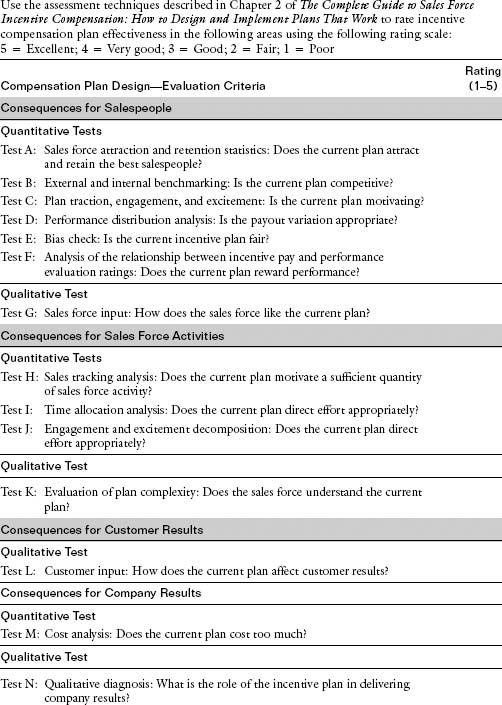 Use the assessment techniques described in Chapter 2 of The Complete Guide to Sales Force
Incentive Compensation: How to Design and Implement Plans That Work to rate incentive
compensation plan effectiveness in the following areas using the following rating scale:
5 = Excellent; 4 = Very good; 3 = Good; 2 = Fair; 1 = Poor
Rating
Compensation Plan Design—Evaluation Criteria (1–5)
Consequences for Salespeople
Quantitative Tests
Test A: Sales force attraction and retention statistics: Does the current plan attract
and retain the best salespeople?
Test B: External and internal benchmarking: Is the current plan competitive?
Test C: Plan traction, engagement, and excitement: Is the current plan motivating?
Test D: Performance distribution analysis: Is the payout variation appropriate?
Test E: Bias check: Is the current incentive plan fair?
Test F: Analysis of the relationship between incentive pay and performance
evaluation ratings: Does the current plan reward performance?
Qualitative Test
Test G: Sales force input: How does the sales force like the current plan?
Consequences for Sales Force Activities
Quantitative Tests
Test H: Sales tracking analysis: Does the current plan motivate a sufficient quantity
of sales force activity?
Test I: Time allocation analysis: Does the current plan direct effort appropriately?
Test J: Engagement and excitement decomposition: Does the current plan direct
effort appropriately?
Qualitative Test
Test K: Evaluation of plan complexity: Does the sales force understand the current
plan?
Consequences for Customer Results
Qualitative Test
Test L: Customer input: How does the current plan affect customer results?
Consequences for Company Results
Quantitative Test
Test M: Cost analysis: Does the current plan cost too much?
Qualitative Test
Test N: Qualitative diagnosis: What is the role of the incentive plan in delivering
company results?